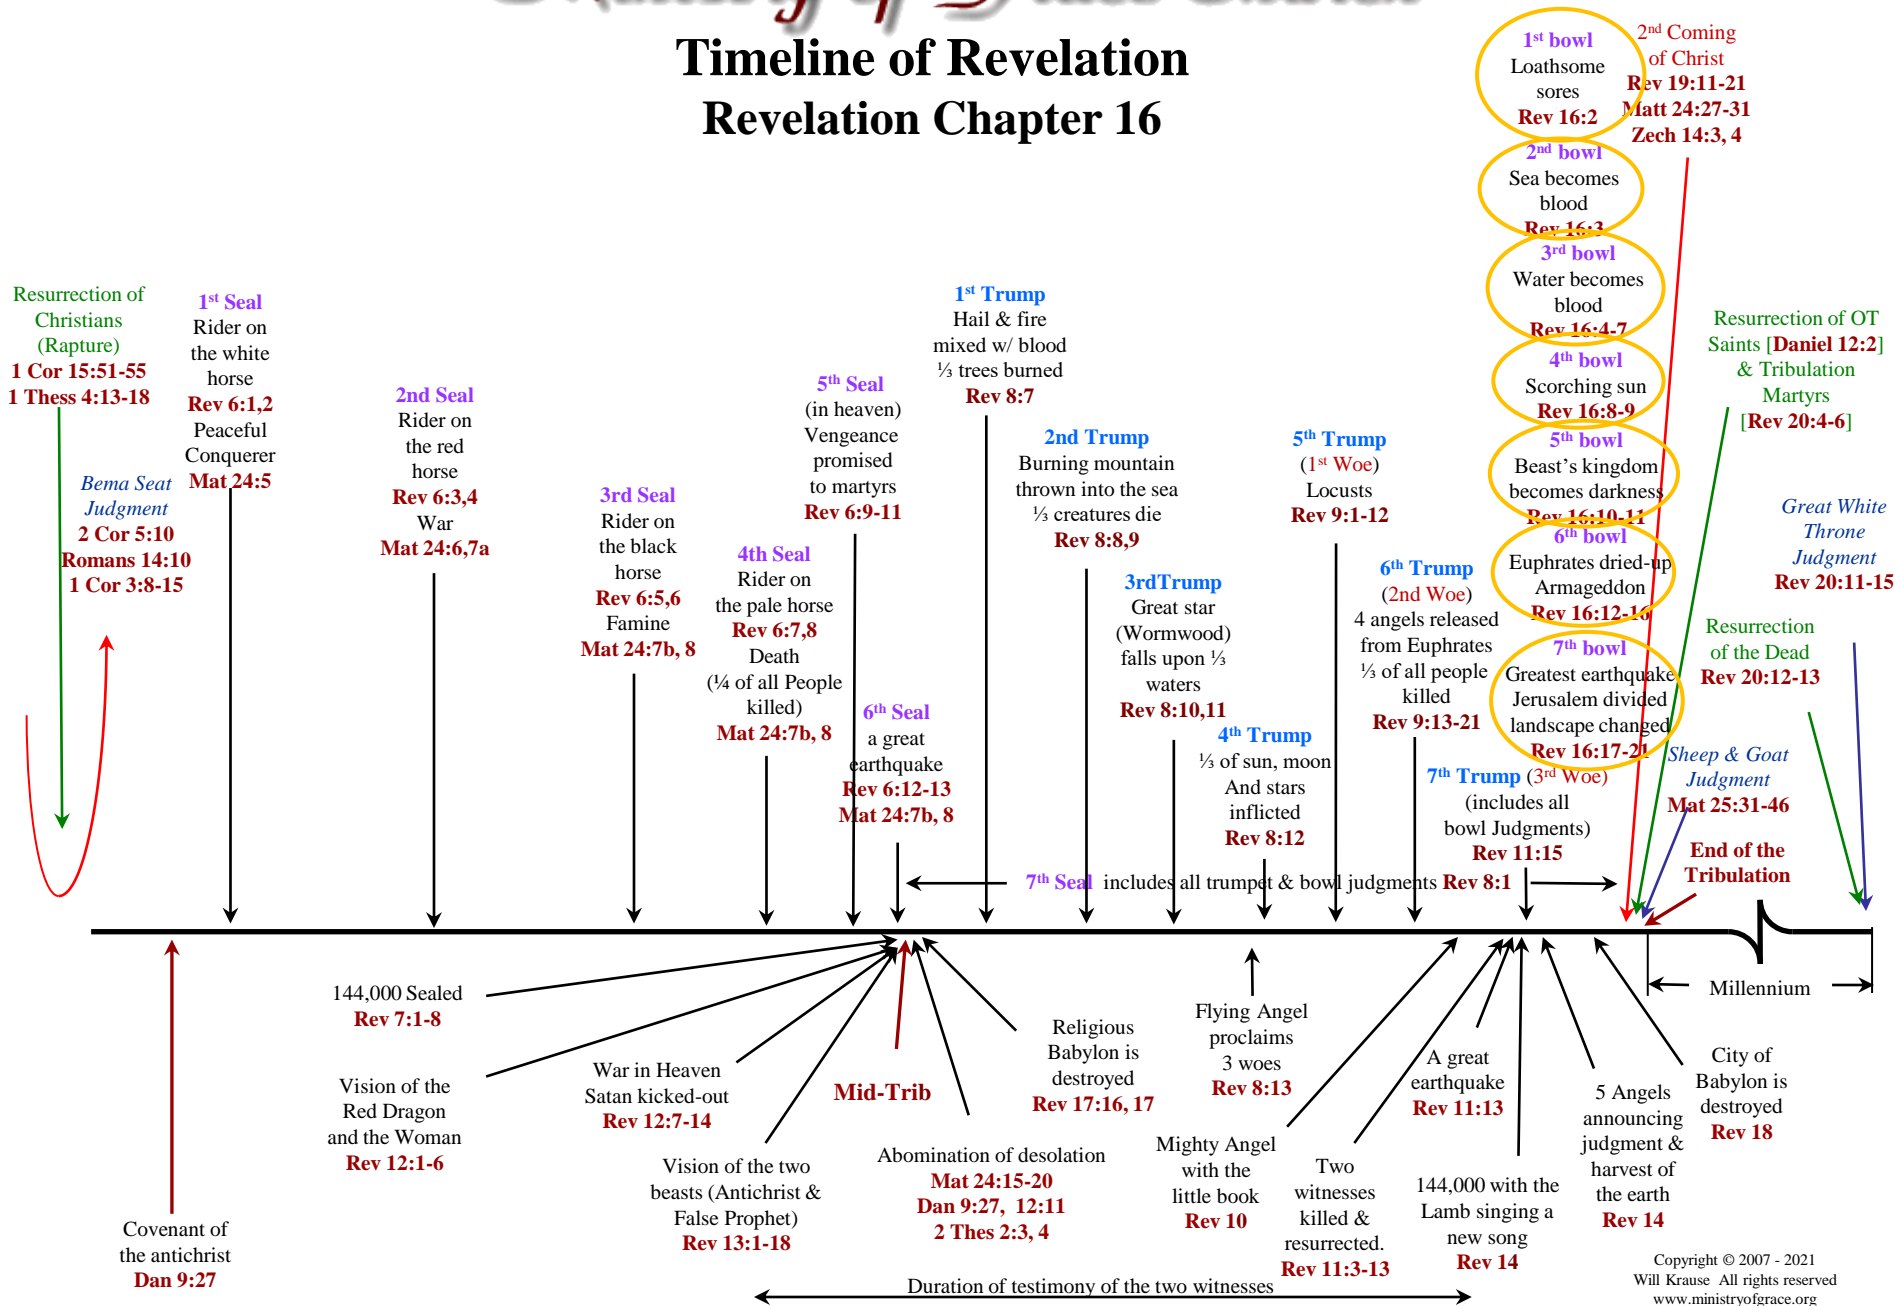 Timeline of Revelation
Revelation Chapter 16
1st bowl
Loathsome
sores
Rev 16:2
2nd Coming
of Christ
Rev 19:11-21
Matt 24:27-31
Zech 14:3, 4
2nd bowl
Sea becomes
blood
Rev 16:3
3rd bowl
Water becomes
blood
Rev 16:4-7
4th bowl
Scorching sun
Rev 16:8-9
5th bowl
Beast's kingdom
becomes darkness
Rev 16:10-11
6th bowl
Euphrates dried-up
Armageddon
Rev 16:12-16
7th bowl
Greatest earthquake
Jerusalem divided
landscape changed
Rev 16:17-21
Resurrection of
Christians
(Rapture)
1 Cor 15:51-55
1 Thess 4:13-18
Bema Seat
Judgment
2 Cor 5:10
Romans 14:10
1 Cor 3:8-15
1st Seal
Rider on
the white
horse
Rev 6:1,2
Peaceful
Conquerer
Mat 24:5
2nd Seal
Rider on
the red
horse
Rev 6:3,4
War
Mat 24:6,7a
3rd Seal
Rider on
the black
horse
Rev 6:5,6
Famine
Mat 24:7b, 8
4th Seal
Rider on
the pale horse
Rev 6:7,8
Death
(¼ of all People
killed)
Mat 24:7b, 8
5th Seal
(in heaven)
Vengeance
promised
to martyrs
Rev 6:9-11
6th Seal
a great
earthquake
Rev 6:12-13
Mat 24:7b, 8
1st Trump
Hail & fire
mixed w/ blood
⅓ trees burned
Rev 8:7
2nd Trump
Burning mountain
thrown into the sea
⅓ creatures die
Rev 8:8,9
3rdTrump
Great star
(Wormwood)
falls upon ⅓
waters
Rev 8:10,11
4th Trump
⅓ of sun, moon
And stars
inflicted
Rev 8:12
5th Trump
(1st Woe)
Locusts
Rev 9:1-12
6th Trump
(2nd Woe)
4 angels released
from Euphrates
⅓ of all people
killed
Rev 9:13-21
7th Trump (3rd Woe)
(includes all
bowl Judgments)
Rev 11:15
7th Seal includes all trumpet & bowl judgments Rev 8:1
Resurrection of OT
Saints [Daniel 12:2]
& Tribulation
Martyrs
[Rev 20:4-6]
Great White
Throne
Judgment
Rev 20:11-15
Resurrection
of the Dead
Rev 20:12-13
Sheep & Goat
Judgment
Mat 25:31-46
End of the
Tribulation
Millennium
Covenant of
the antichrist
Dan 9:27
144,000 Sealed
Rev 7:1-8
Vision of the
Red Dragon
and the Woman
Rev 12:1-6
War in Heaven
Satan kicked-out
Rev 12:7-14
Vision of the two
beasts (Antichrist &
False Prophet)
Rev 13:1-18
Mid-Trib
Abomination of desolation
Mat 24:15-20
Dan 9:27, 12:11
2 Thes 2:3, 4
Religious
Babylon is
destroyed
Rev 17:16, 17
Flying Angel
proclaims
3 woes
Rev 8:13
Mighty Angel
with the
little book
Rev 10
Two
witnesses
killed &
resurrected.
Rev 11:3-13
A great
earthquake
Rev 11:13
144,000 with the
Lamb singing a
new song
Rev 14
5 Angels
announcing
judgment &
harvest of
the earth
Rev 14
City of
Babylon is
destroyed
Rev 18
Duration of testimony of the two witnesses
Copyright © 2007 - 2021
Will Krause All rights reserved
www.ministryofgrace.org